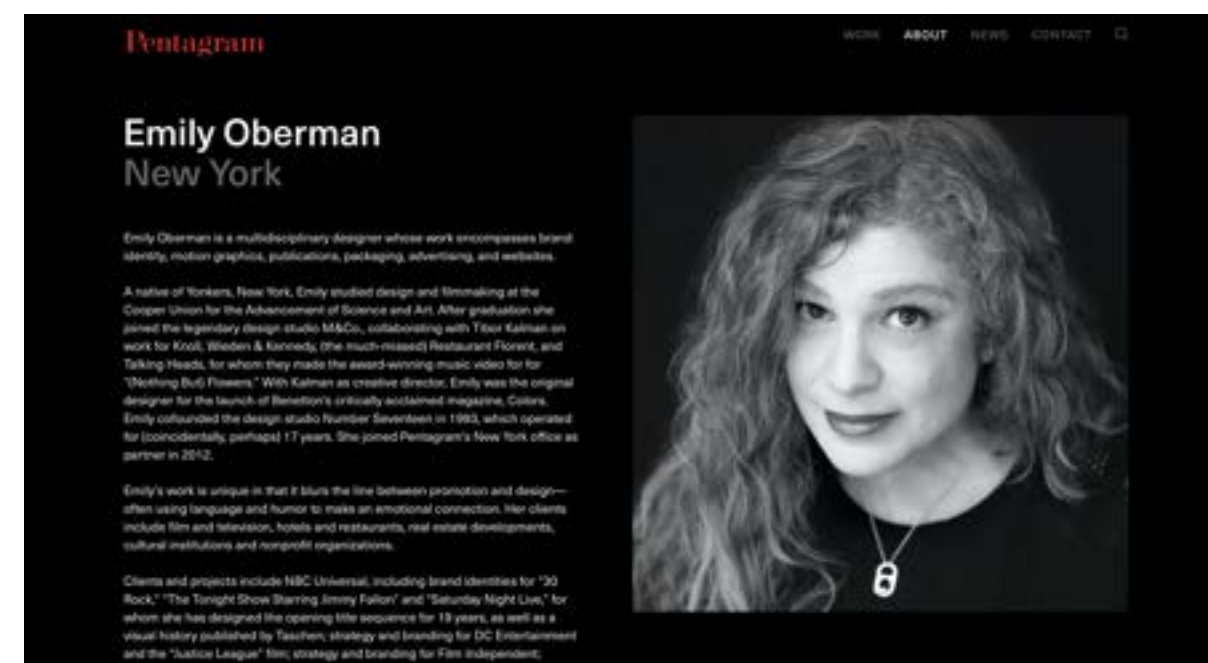 Pentagram
WORK ABOUT NEWS CONTACT
Emily Oberman
New York
Emily Oberman is a multidisciplinary designer whose work encompasses brand
identity, motion graphics, publications, packaging, advertising, and websites.
A native of Yonkers, New York, Emily studied design and filmmaking at the
Cooper Union for the Advancement of Science and Art. After graduation she
joined the legendary design studio M&Co., collaborating with Tibor Kalman on
work for Knoll, Wieden & Kennedy, (the much-missed) Restaurant Florent, and
Talking Heads, for whom they made the award-winning music video for for
"(Nothing But) Flowers." With Kalman as creative director, Emily was the original
designer for the launch of Benetton's critically acclaimed magazine, Colors.
Emily cofounded the design studio Number Seventeen in 1993, which operated
for (coincidentally, perhaps) 17 years. She joined Pentagram's New York office as
partner in 2012.
Emily's work is unique in that it blurs the line between promotion and design—
often using language and humor to make an emotional connection. Her clients
include film and television, hotels and restaurants, real estate developments,
cultural institutions and nonprofit organizations.
Clients and projects include NBC Universal, including brand identities for "30
Rock," "The Tonight Show Starring Jimmy Fallon" and "Saturday Night Live," for
whom she has designed the opening title sequence for 19 years, as well as a
visual history published by Taschen; strategy and branding for DC Entertainment
and the "Justice League" film; strategy and branding for Film Independent;